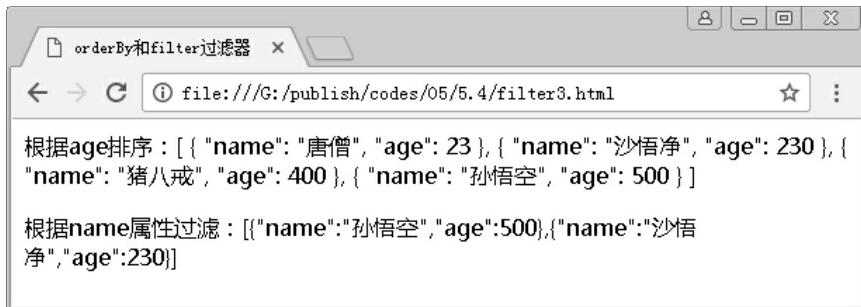 orderBy和filter过滤器
file:///G:/publish/codes/05/5.4/filter3.html
根据age排序：[ { "name": "唐僧", "age": 23 }, { "name": "沙悟净", "age": 230 }, {
"name": "猪八戒", "age": 400 }, { "name": "孙悟空", "age": 500 } ]
根据name属性过滤：[{"name":"孙悟空","age":500},{"name":"沙悟
净","age":230}]